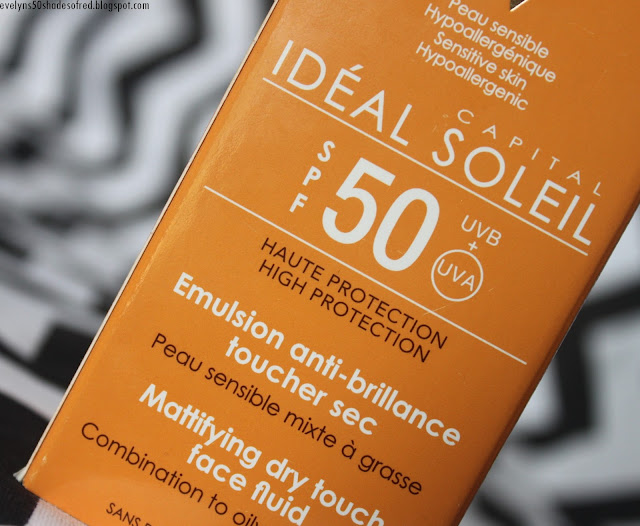 evelyns50shadesofred.blogspot.com
Peau sensible
Hypoallergénique
Sensitive skin
Hypoallergenic
CAPITAL
IDÉAL SOLEIL
SPF 50 UVB
+
UVA
HAUTE PROTECTION
HIGH PROTECTION
Emulsion anti-brillance
toucher sec
Peau sensible mixte à grasse
Mattifying dry touch
face fluid
Combination to oily
SANS